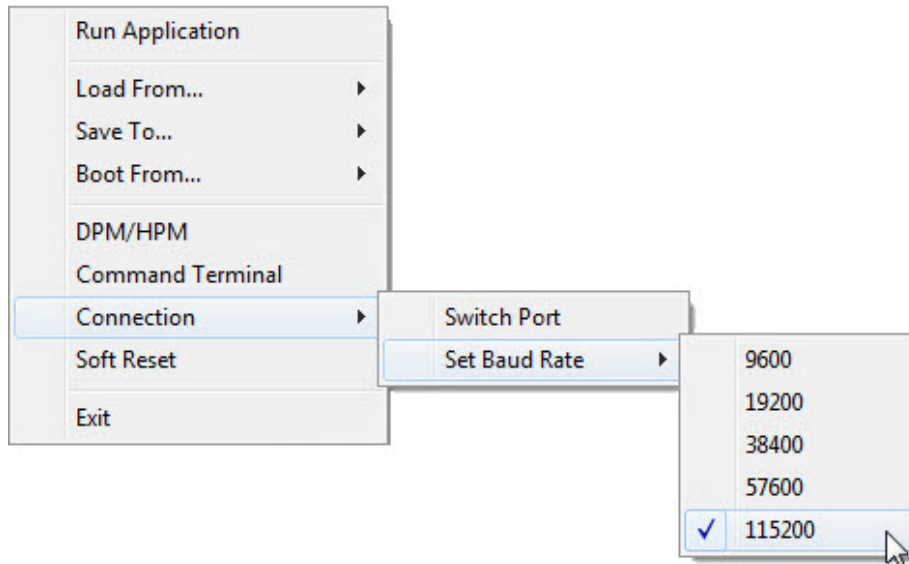 Run Application
Load From...
Save To...
Boot From...
DPM/HPM
Command Terminal
Connection
Soft Reset
Exit
Switch Port
Set Baud Rate
9600
19200
38400
57600
115200